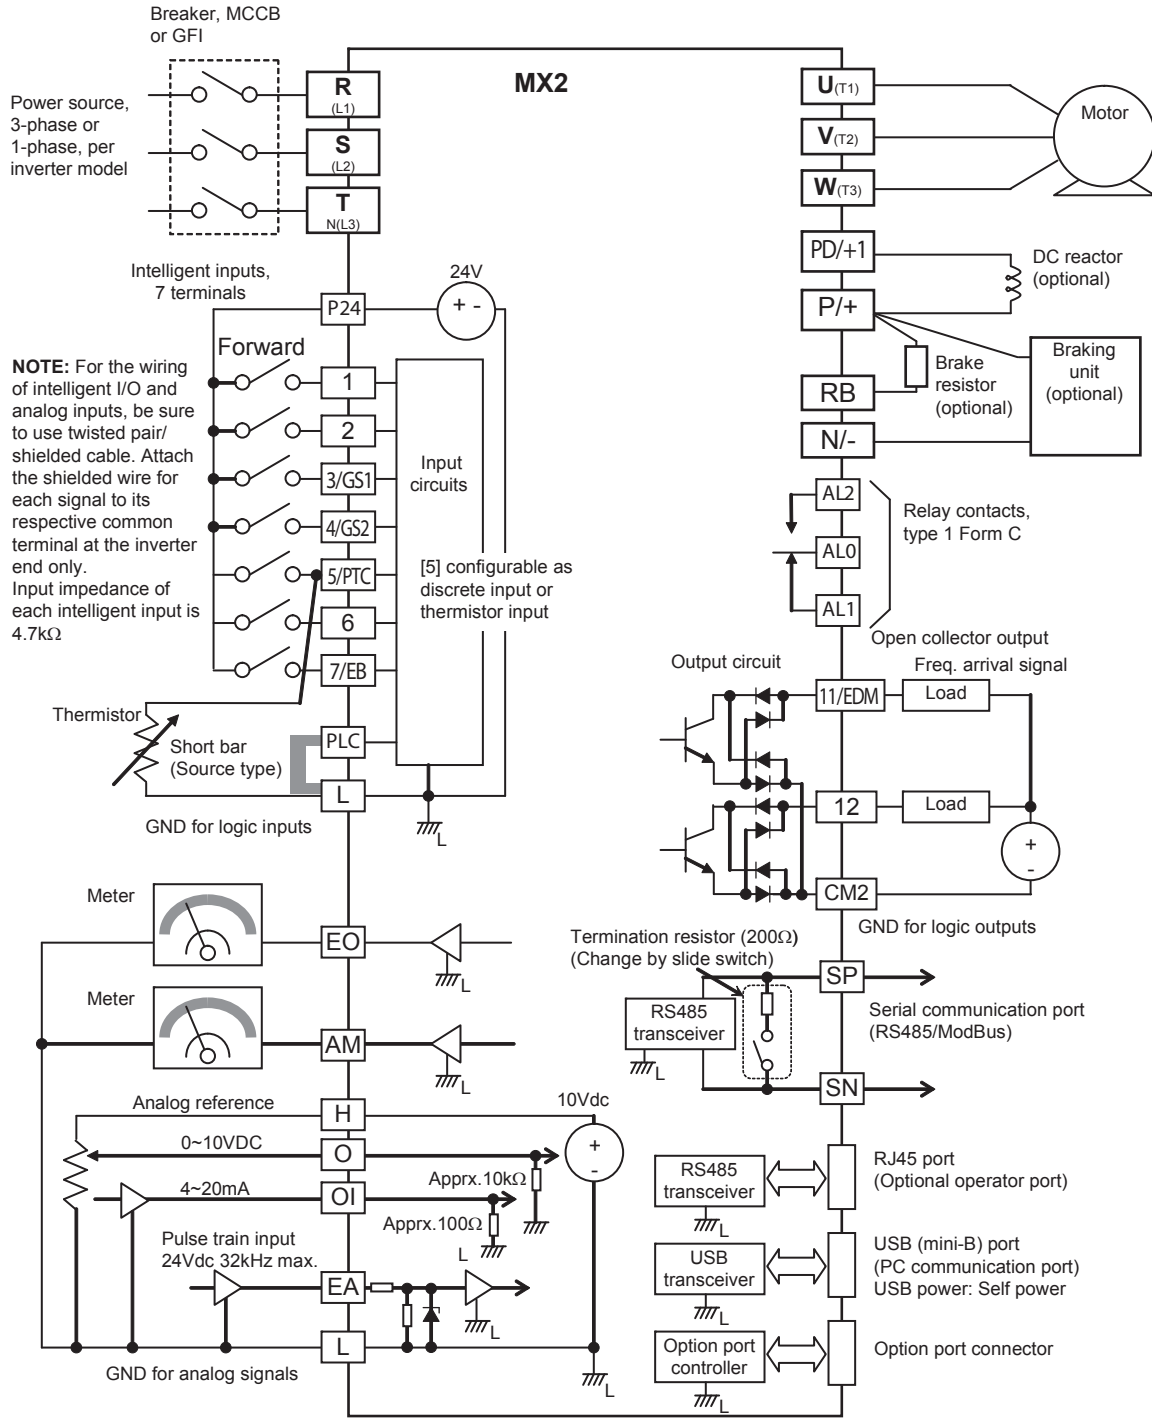 Breaker, MCCB
or GFI
MX2
Power source,
3-phase or
1-phase, per
inverter model
R
(L1)
S
(L2)
T
N(L3)
U(T1)
V(T2)
W(T3)
Motor
PD/+1
P/+
DC reactor
(optional)
RB
Brake
resistor
(optional)
Braking
unit
(optional)
N/-
Intelligent inputs,
7 terminals
P24
24V
+ -
Forward
NOTE: For the wiring
of intelligent I/O and
analog inputs, be sure
to use twisted pair/
shielded cable. Attach
the shielded wire for
each signal to its
respective common
terminal at the inverter
end only.
Input impedance of
each intelligent input is
4.7kΩ
1
2
3/GS1
4/GS2
5/PTC
6
7/EB
Input
circuits
[5] configurable as
discrete input or
thermistor input
AL2
AL0
AL1
Relay contacts,
type 1 Form C
Thermistor
Short bar
(Source type)
PLC
L
GND for logic inputs
L
Open collector output
Output circuit
Freq. arrival signal
11/EDM
Load
12
Load
+
-
CM2
GND for logic outputs
Meter
EO
L
Meter
AM
L
Termination resistor (200Ω)
(Change by slide switch)
RS485
transceiver
L
SP
Serial communication port
(RS485/ModBus)
SN
Analog reference
H
10Vdc
0~10VDC
O
+
-
4~20mA
OI
Apprx.10kΩ
Apprx.100Ω
L
Pulse train input
24Vdc 32kHz max.
EA
L
L
GND for analog signals
L
RS485
transceiver
L
RJ45 port
(Optional operator port)
USB
transceiver
L
USB (mini-B) port
(PC communication port)
USB power: Self power
Option port
controller
L
Option port connector